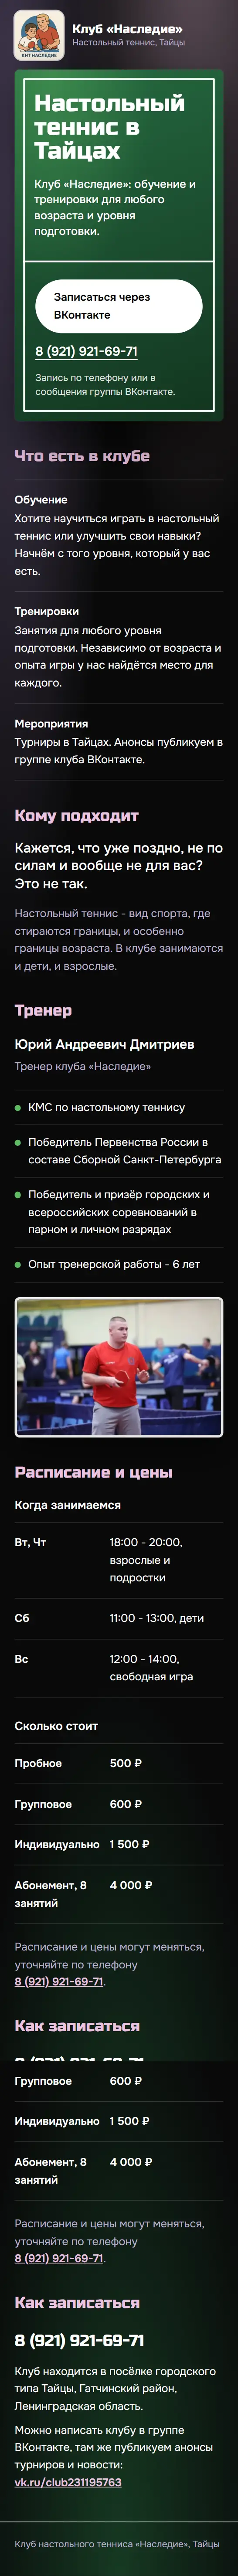 КНТ НАСЛЕДИЕ
Клуб «Наследие»
Настольный теннис, Тайцы
Настольный
теннис в
Тайцах
Клуб «Наследие»: обучение и
тренировки для любого
возраста и уровня
подготовки.
Записаться через
ВКонтакте
8 (921) 921-69-71
Запись по телефону или в
сообщения группы ВКонтакте.
Что есть в клубе
Обучение
Хотите научиться играть в настольный
теннис или улучшить свои навыки?
Начнём с того уровня, который у вас
есть.
Тренировки
Занятия для любого уровня
подготовки. Независимо от возраста и
опыта игры у нас найдётся место для
каждого.
Мероприятия
Турниры в Тайцах. Анонсы публикуем в
группе клуба ВКонтакте.
Кому подходит
Кажется, что уже поздно, не по
силам и вообще не для вас?
Это не так.
Настольный теннис - вид спорта, где
стираются границы, и особенно
границы возраста. В клубе занимаются
и дети, и взрослые.
Тренер
Юрий Андреевич Дмитриев
Тренер клуба «Наследие»
КМС по настольному теннису
Победитель Первенства России в
составе Сборной Санкт-Петербурга
Победитель и призёр городских и
всероссийских соревнований в
парном и личном разрядах
Опыт тренерской работы - 6 лет
Расписание и цены
Когда занимаемся
Вт, Чт 18:00 - 20:00,
взрослые и
подростки
Сб 11:00 - 13:00, дети
Вс 12:00 - 14:00,
свободная игра
Сколько стоит
Пробное 500 ₽
Групповое 600 ₽
Индивидуально 1 500 ₽
Абонемент, 8 4 000 ₽
занятий
Расписание и цены могут меняться,
уточняйте по телефону
8 (921) 921-69-71.
Как записаться
8 (921) 921-69-71
Групповое 600 ₽
Индивидуально 1 500 ₽
Абонемент, 8 4 000 ₽
занятий
Расписание и цены могут меняться,
уточняйте по телефону
8 (921) 921-69-71.
Как записаться
8 (921) 921-69-71
Клуб находится в посёлке городского
типа Тайцы, Гатчинский район,
Ленинградская область.
Можно написать клубу в группе
ВКонтакте, там же публикуем анонсы
турниров и новости:
vk.ru/club231195763
Клуб настольного тенниса «Наследие», Тайцы